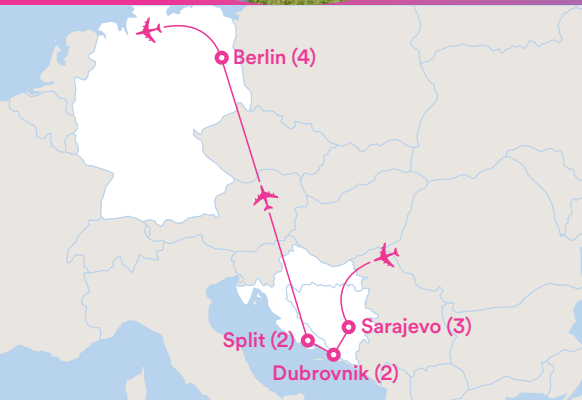 Berlin (4)
Split (2)
Sarajevo (3)
Dubrovnik (2)